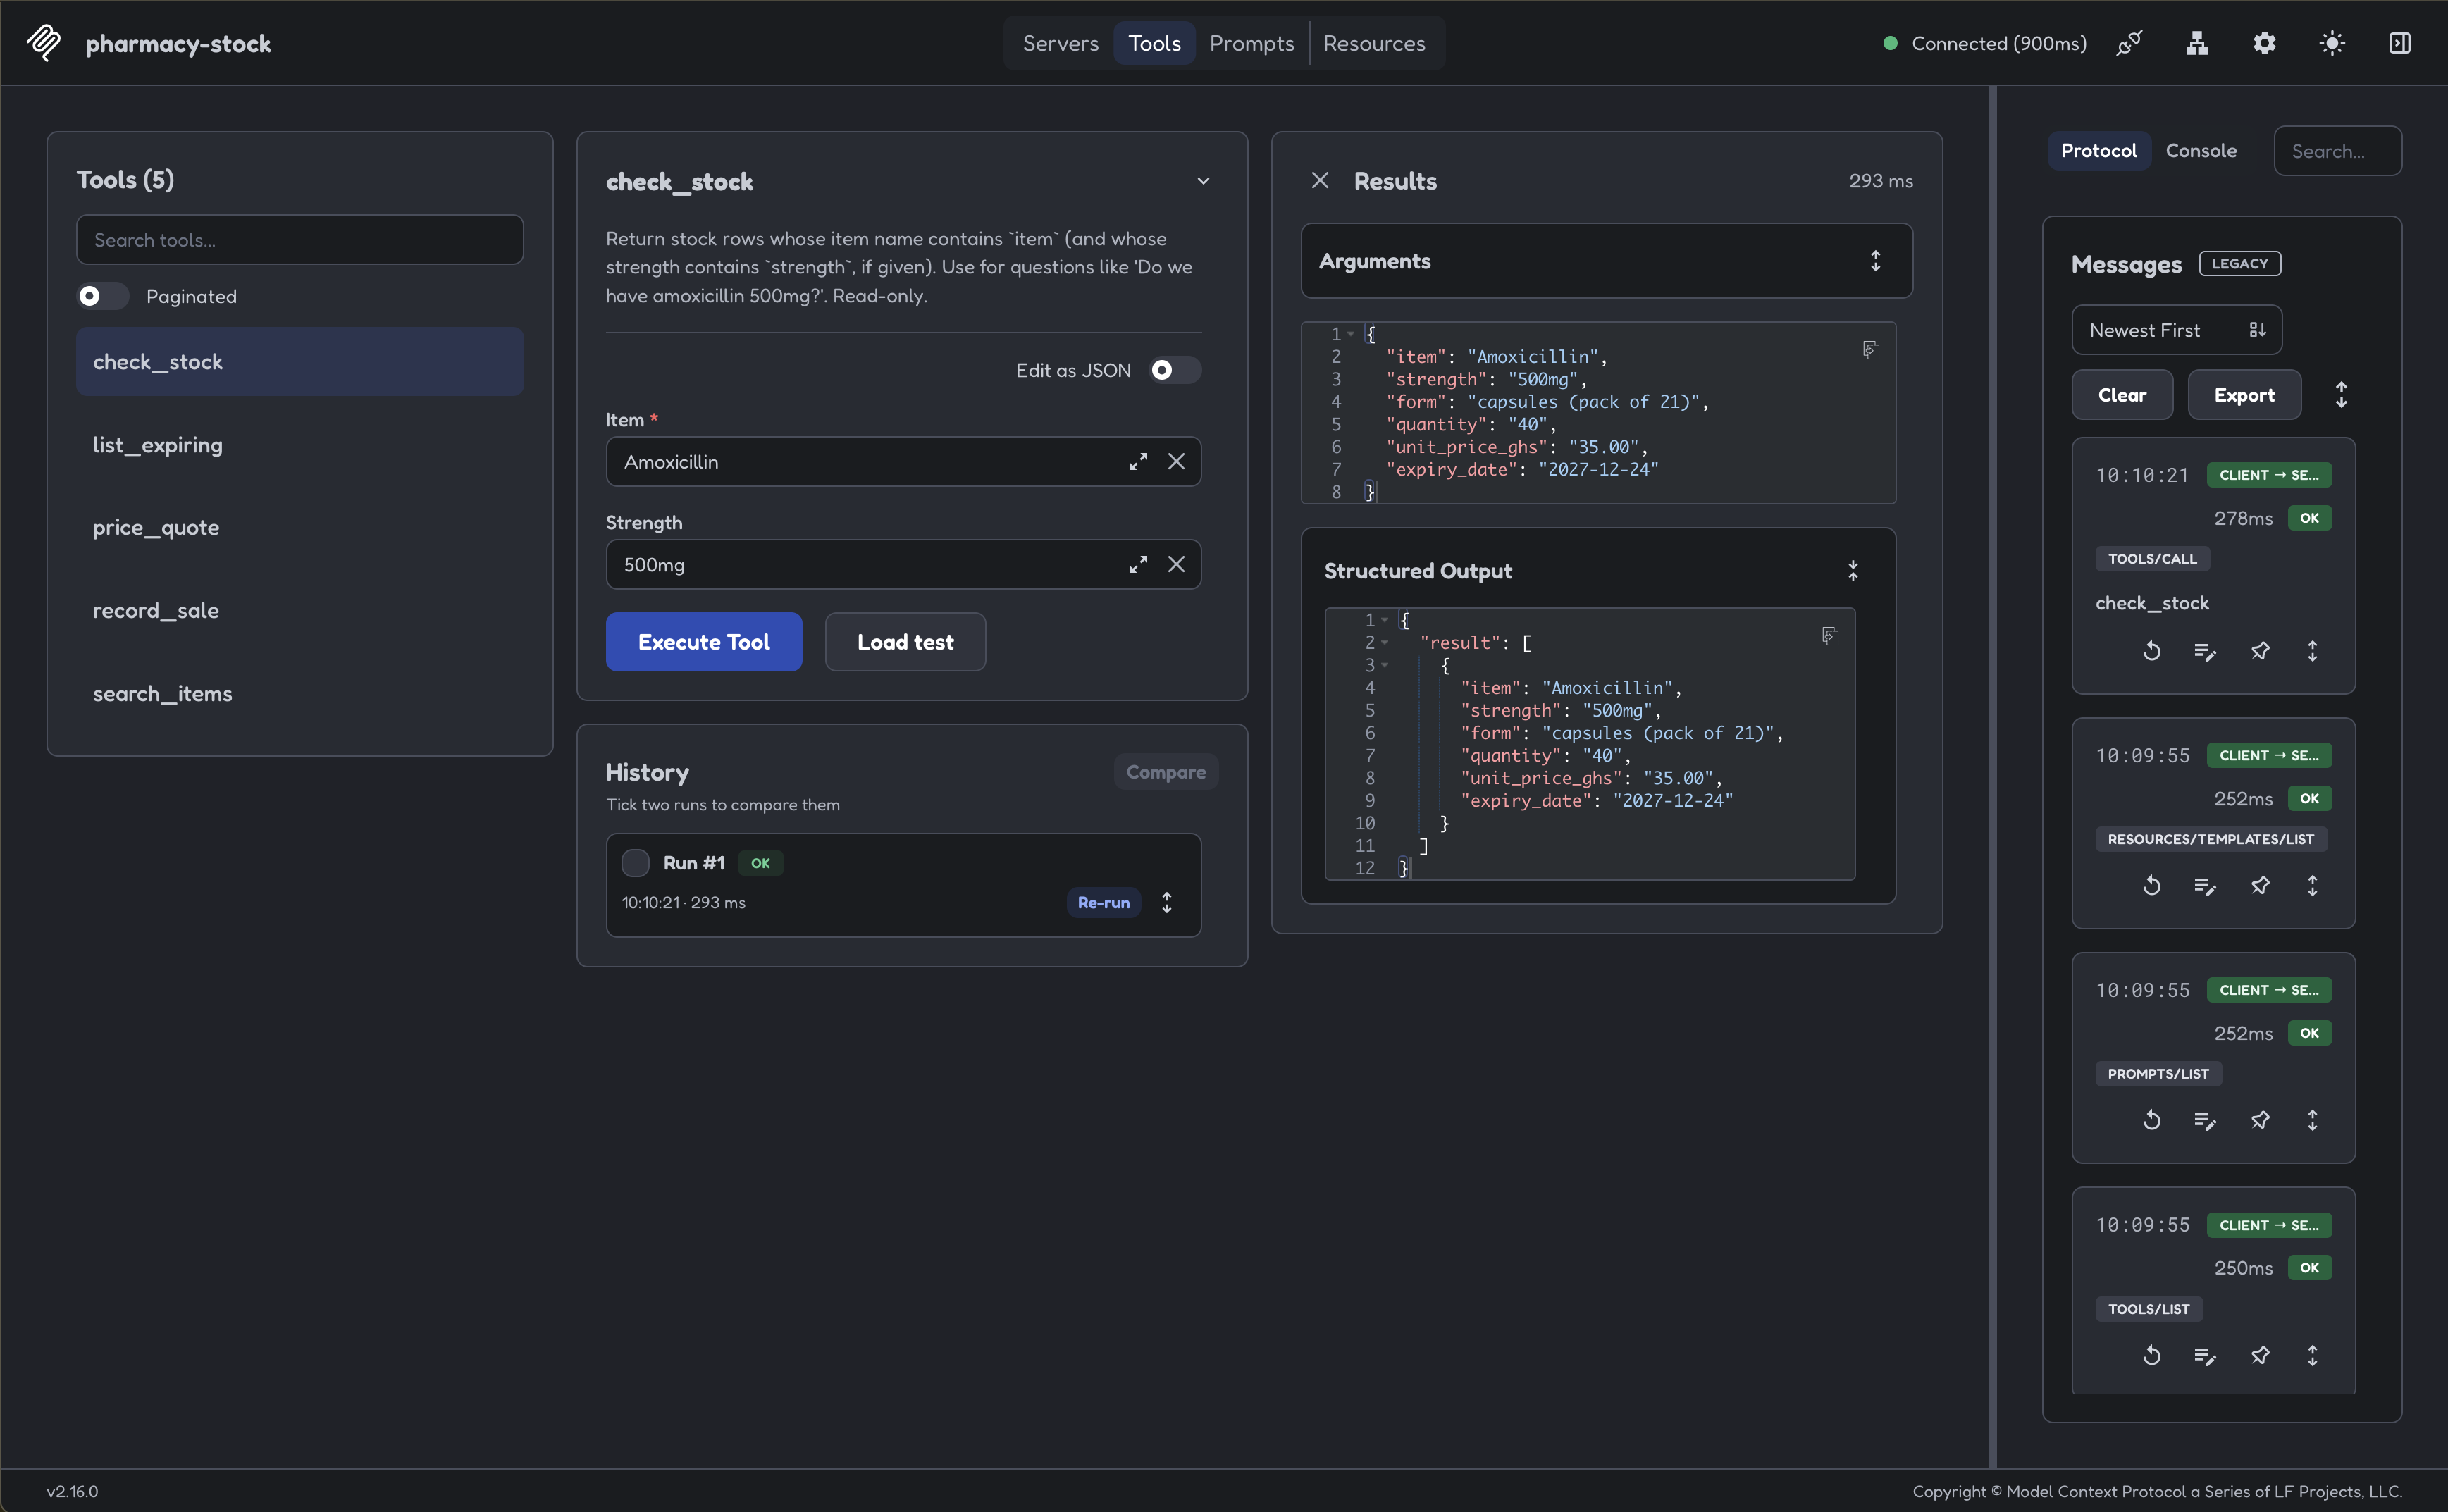 pharmacy-stock
Servers
Tools
Prompts
Resources
Connected (900ms)
Tools (5)
Search tools...
Paginated
check_stock
list_expiring
price_quote
record_sale
search_items
check_stock
Return stock rows whose item name contains `item` (and whose
strength contains `strength`, if given). Use for questions like 'Do we
have amoxicillin 500mg?'. Read-only.
Edit as JSON
Item *
Amoxicillin
Strength
500mg
Execute Tool
Load test
History
Compare
Tick two runs to compare them
Run #1
OK
10:10:21 · 293 ms
Re-run
Results
293 ms
Arguments
1 {
2 "item": "Amoxicillin",
3 "strength": "500mg",
4 "form": "capsules (pack of 21)",
5 "quantity": "40",
6 "unit_price_ghs": "35.00",
7 "expiry_date": "2027-12-24"
8 }
Structured Output
1 {
2 "result": [
3 {
4 "item": "Amoxicillin",
5 "strength": "500mg",
6 "form": "capsules (pack of 21)",
7 "quantity": "40",
8 "unit_price_ghs": "35.00",
9 "expiry_date": "2027-12-24"
10 }
11 ]
12 }
Protocol
Console
Search...
Messages
LEGACY
Newest First
Clear
Export
10:10:21
CLIENT → SE...
278ms
OK
TOOLS/CALL
check_stock
10:09:55
CLIENT → SE...
252ms
OK
RESOURCES/TEMPLATES/LIST
10:09:55
CLIENT → SE...
252ms
OK
PROMPTS/LIST
10:09:55
CLIENT → SE...
250ms
OK
TOOLS/LIST
v2.16.0
Copyright © Model Context Protocol a Series of LF Projects, LLC.